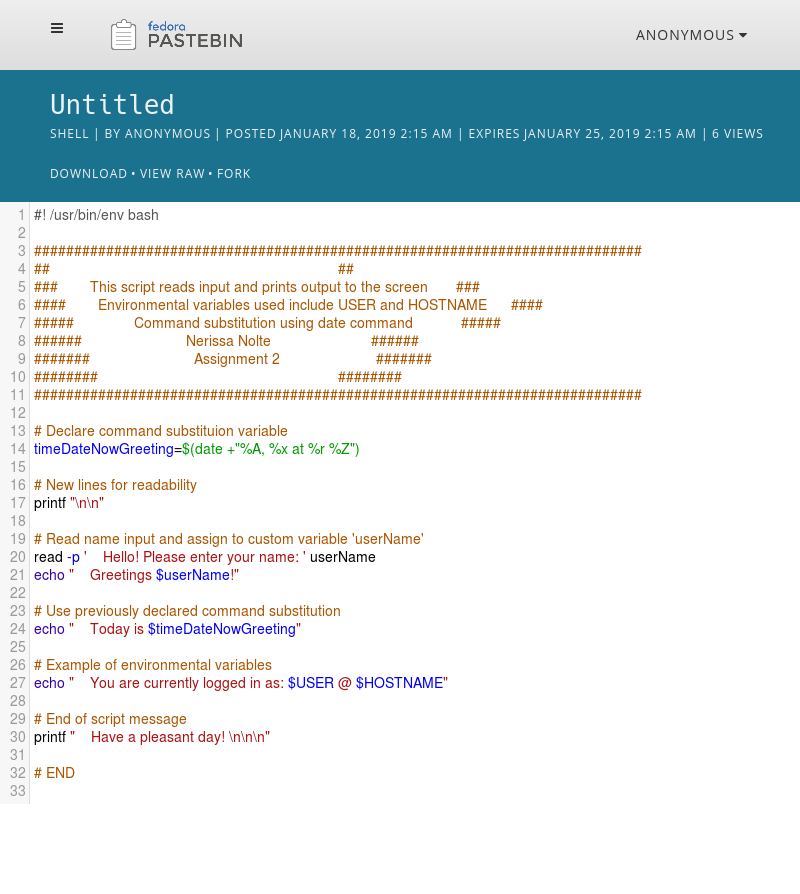 fedora
PASTEBIN
ANONYMOUS
Untitled
SHELL | BY ANONYMOUS | POSTED JANUARY 18, 2019 2:15 AM | EXPIRES JANUARY 25, 2019 2:15 AM | 6 VIEWS
DOWNLOAD • VIEW RAW • FORK
1 #! /usr/bin/env bash
2
3 ############################################################################
4 ##                                                                        ##
5 ###        This script reads input and prints output to the screen       ###
6 ####        Environmental variables used include USER and HOSTNAME      ####
7 #####               Command substitution using date command            #####
8 ######                          Nerissa Nolte                         ######
9 #######                          Assignment 2                        #######
10 ########                                                            ########
11 ############################################################################
12
13 # Declare command substituion variable
14 timeDateNowGreeting=$(date +"%A, %x at %r %Z")
15
16 # New lines for readability
17 printf "\n\n"
18
19 # Read name input and assign to custom variable 'userName'
20 read -p '    Hello! Please enter your name: ' userName
21 echo "    Greetings $userName!"
22
23 # Use previously declared command substitution
24 echo "    Today is $timeDateNowGreeting"
25
26 # Example of environmental variables
27 echo "    You are currently logged in as: $USER @ $HOSTNAME"
28
29 # End of script message
30 printf "    Have a pleasant day! \n\n\n"
31
32 # END
33